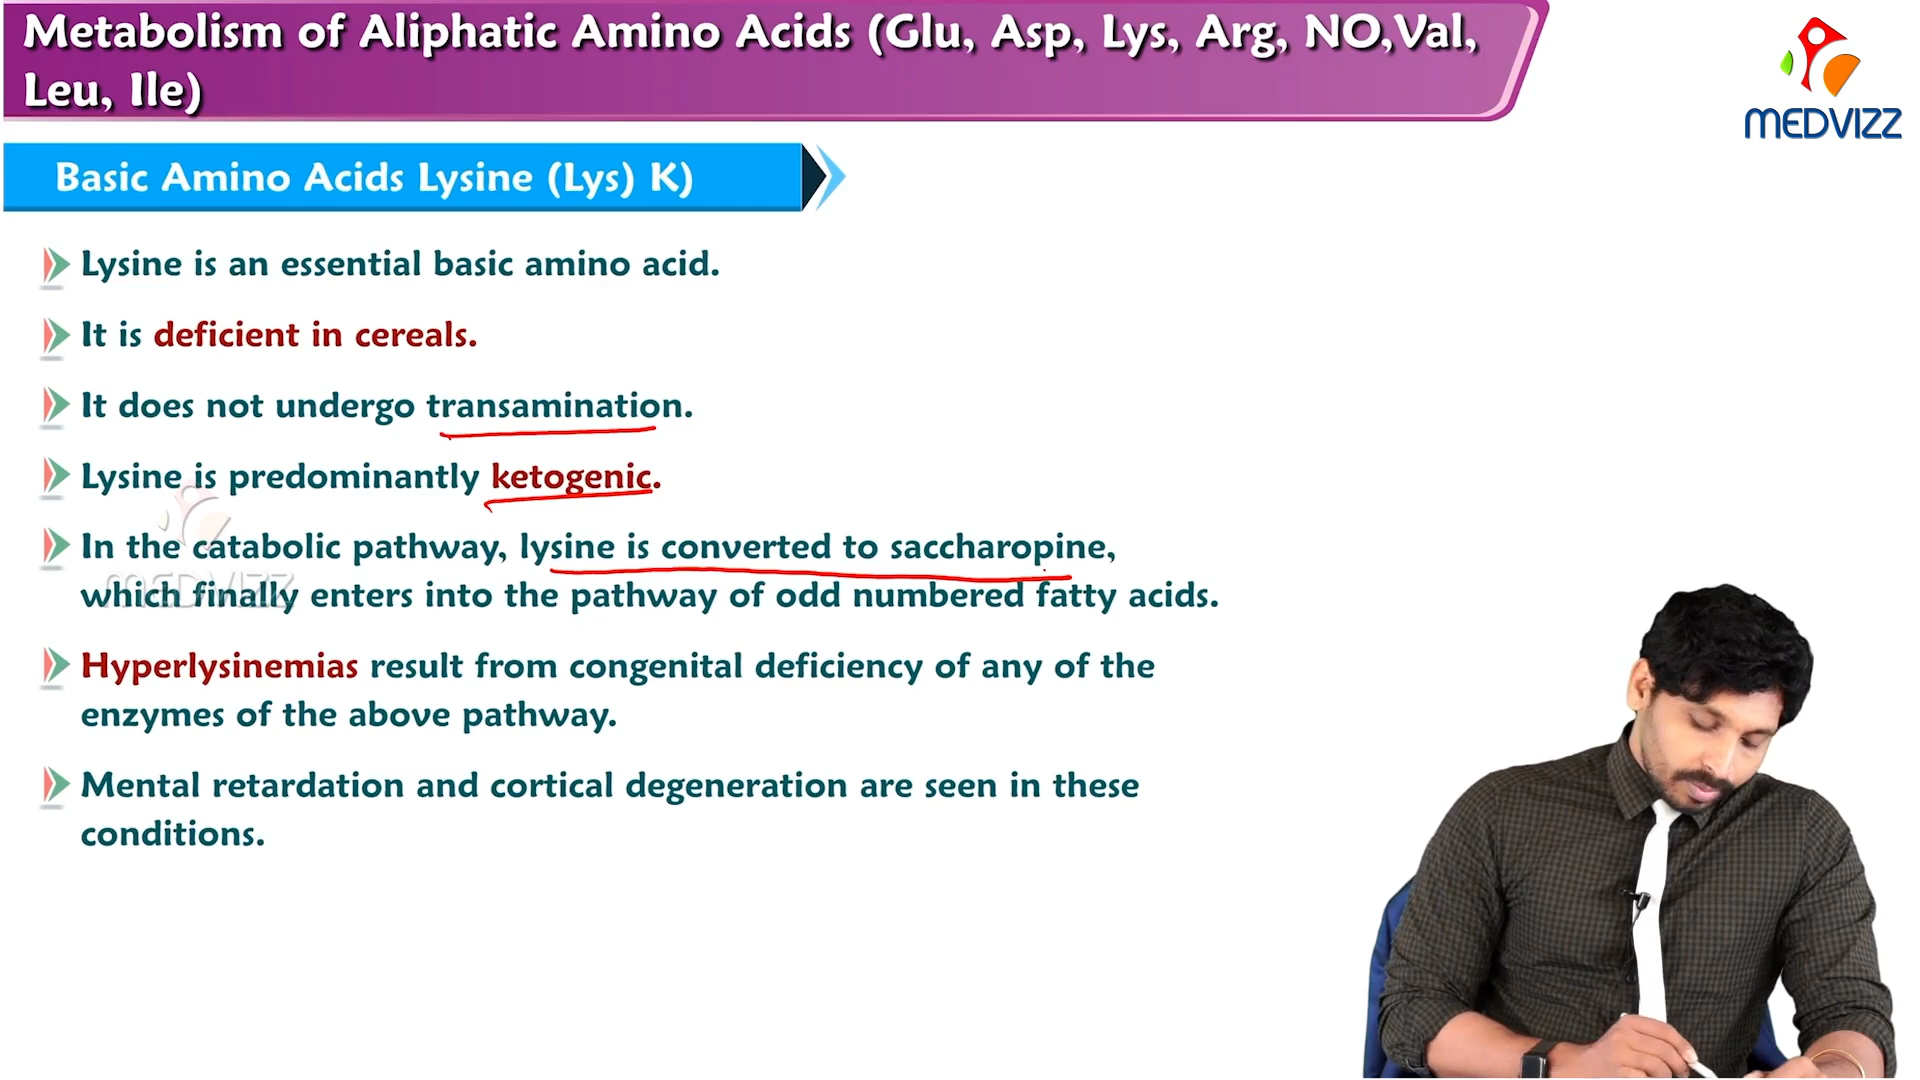 Metabolism of Aliphatic Amino Acids (Glu, Asp, Lys, Arg, NO,Val,
Leu, Ile)
MEDVIZZ
Basic Amino Acids Lysine (Lys) K)
Lysine is an essential basic amino acid.
It is deficient in cereals.
It does not undergo transamination.
Lysine is predominantly ketogenic.
In the catabolic pathway, lysine is converted to saccharopine,
which finally enters into the pathway of odd numbered fatty acids.
MEDVIZZ
Hyperlysinemias result from congenital deficiency of any of the
enzymes of the above pathway.
Mental retardation and cortical degeneration are seen in these
conditions.